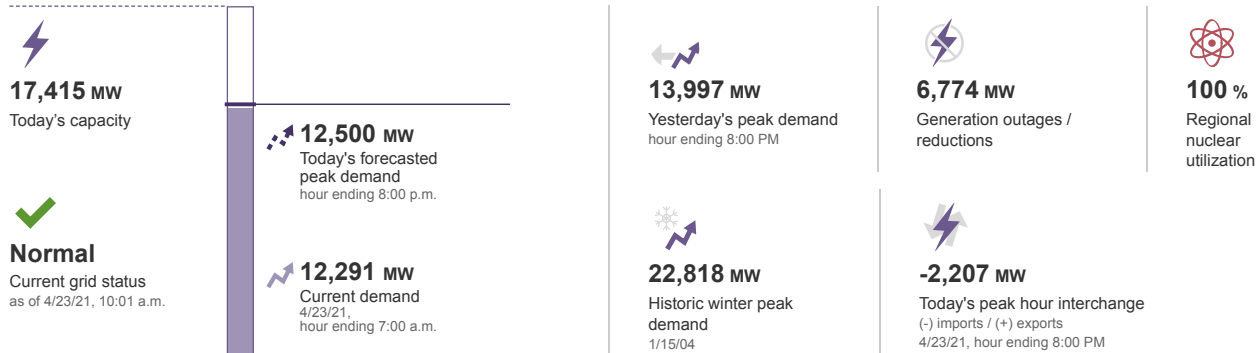 17,415 MW
Today's capacity
Normal
Current grid status
as of 4/23/21, 10:01 a.m.
12,500 MW
Today's forecasted
peak demand
hour ending 8:00 p.m.
12,291 MW
Current demand
4/23/21,
hour ending 7:00 a.m.
13,997 MW
Yesterday's peak demand
hour ending 8:00 PM
6,774 MW
Generation outages /
reductions
100 %
Regional
nuclear
utilization
22,818 MW
Historic winter peak
demand
1/15/04
-2,207 MW
Today's peak hour interchange
(-) imports / (+) exports
4/23/21, hour ending 8:00 PM